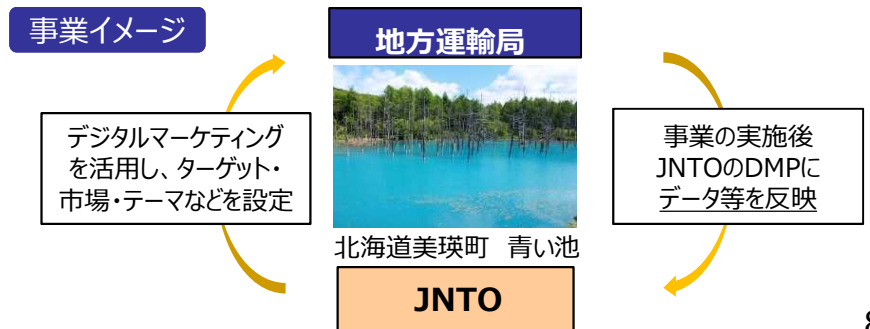 事業イメージ
地方運輸局
デジタルマーケティング
を活用し、ターゲット・
市場・テーマなどを設定
事業の実施後
JNTOのDMPに
データ等を反映
北海道美瑛町　青い池
JNTO